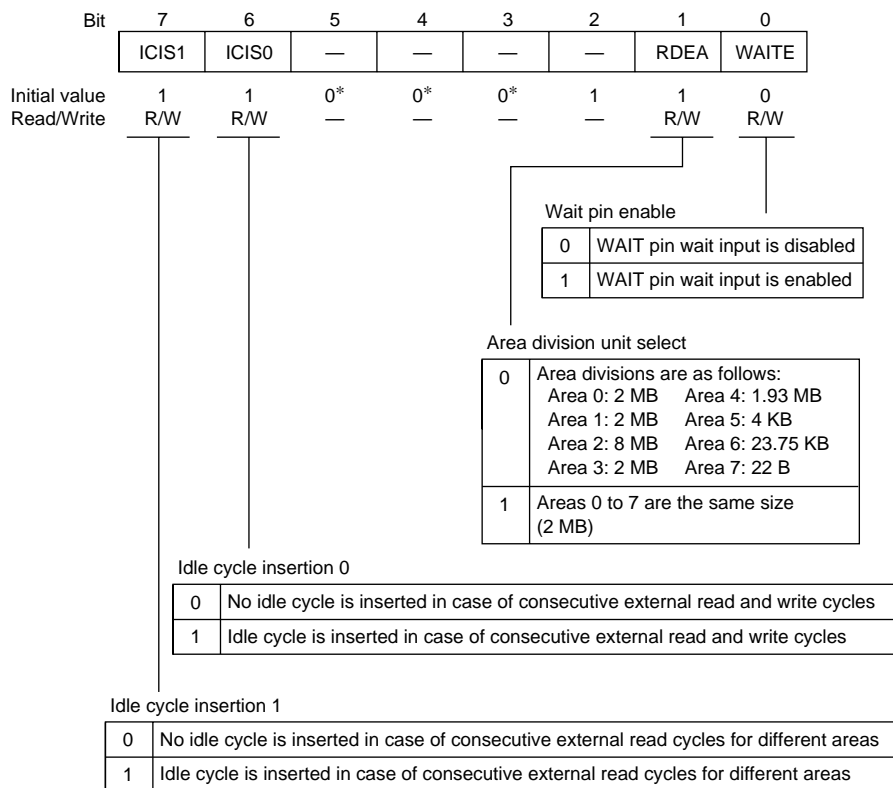 Bit 7 6 5 4 3 2 1 0
ICIS1 ICIS0 — — — — RDEA WAITE
Initial value 1 1 0* 0* 0* 1 1 0
Read/Write R/W R/W — — — — R/W R/W
Wait pin enable
0 WAIT pin wait input is disabled
1 WAIT pin wait input is enabled
Area division unit select
0 Area divisions are as follows:
Area 0: 2 MB Area 4: 1.93 MB
Area 1: 2 MB Area 5: 4 KB
Area 2: 8 MB Area 6: 23.75 KB
Area 3: 2 MB Area 7: 22 B
1 Areas 0 to 7 are the same size
(2 MB)
Idle cycle insertion 0
0 No idle cycle is inserted in case of consecutive external read and write cycles
1 Idle cycle is inserted in case of consecutive external read and write cycles
Idle cycle insertion 1
0 No idle cycle is inserted in case of consecutive external read cycles for different areas
1 Idle cycle is inserted in case of consecutive external read cycles for different areas